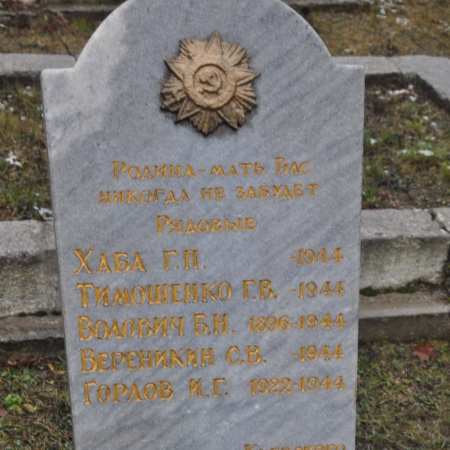 Родина-мать Вас
никогда не забудет
Рядовые
Хаба Г.П. -1944
Тимошенко Г.В. -1944
Волович Б.Н. 1896-1944
Вереникин С.В. -1944
Горлов И.Г. 1922-1944